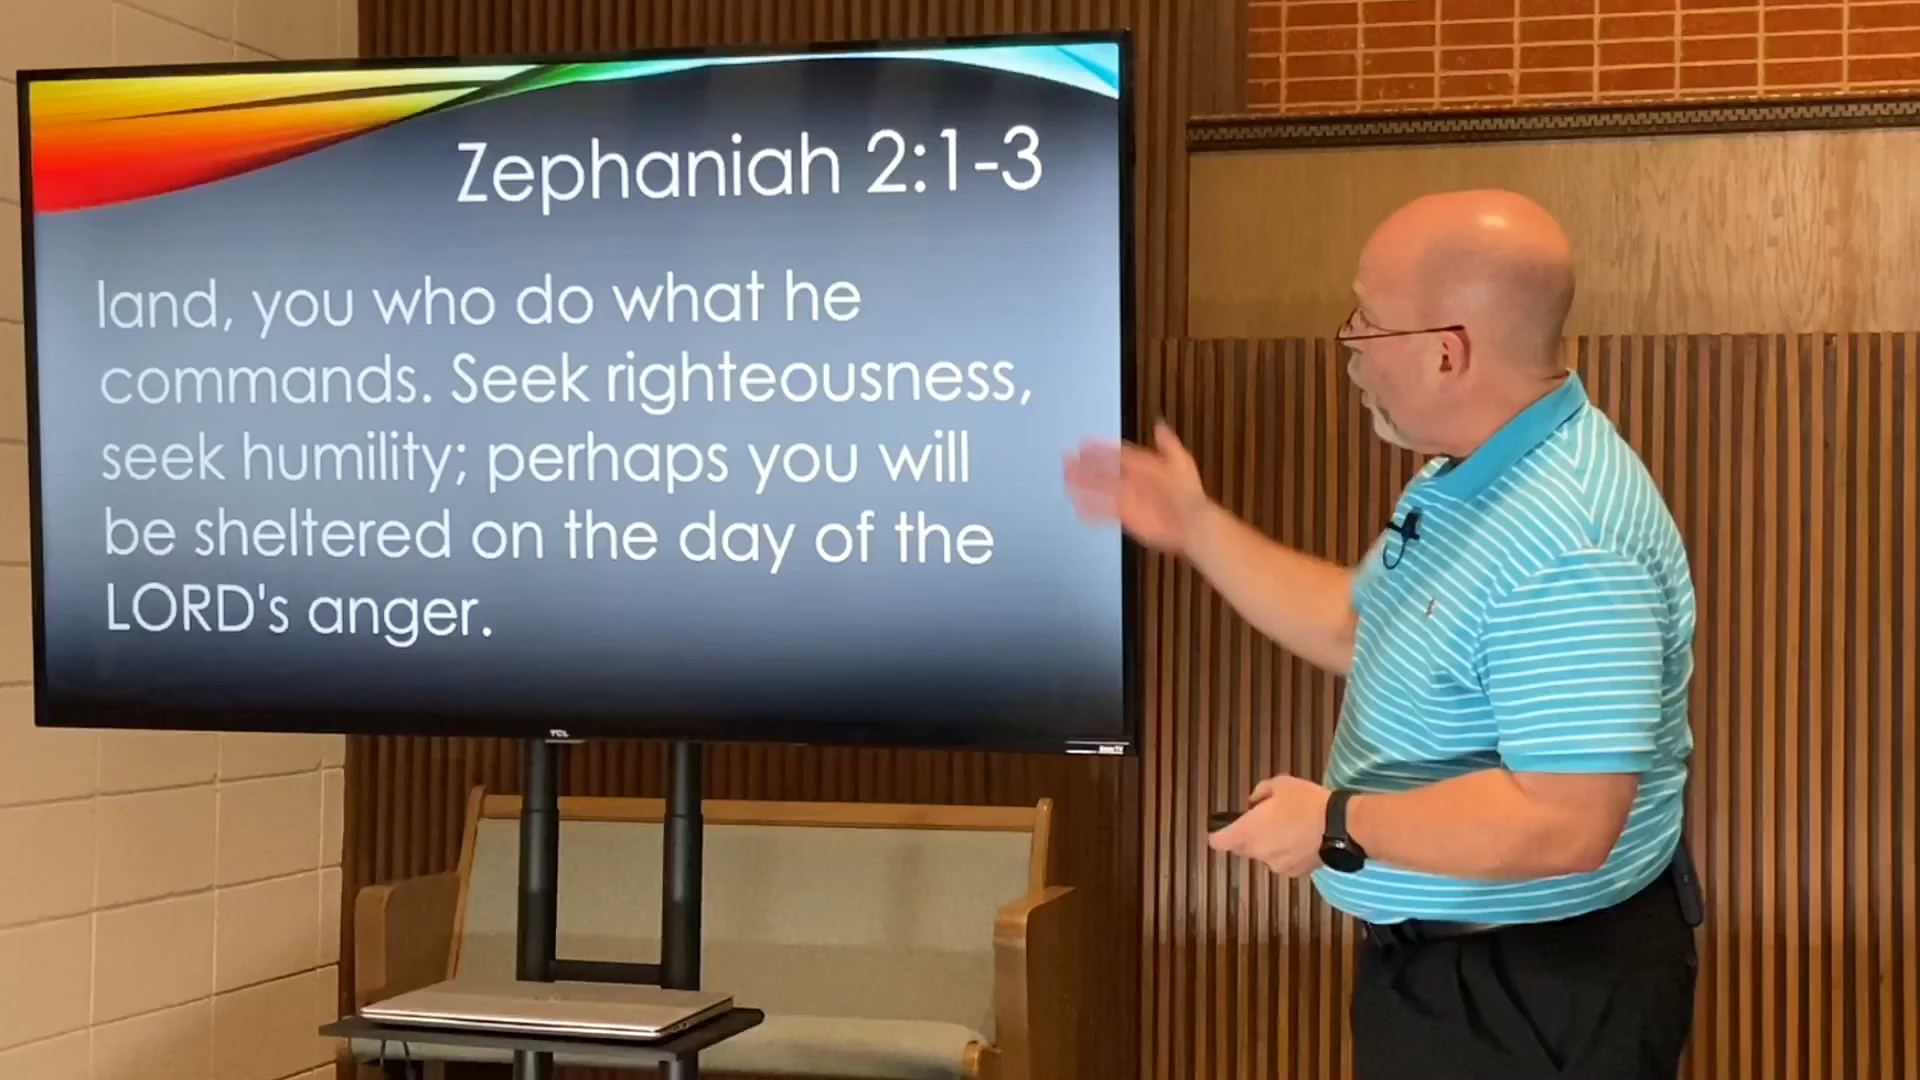 Zephaniah 2:1-3
land, you who do what he
commands. Seek righteousness,
seek humility; perhaps you will
be sheltered on the day of the
LORD's anger.
TCL